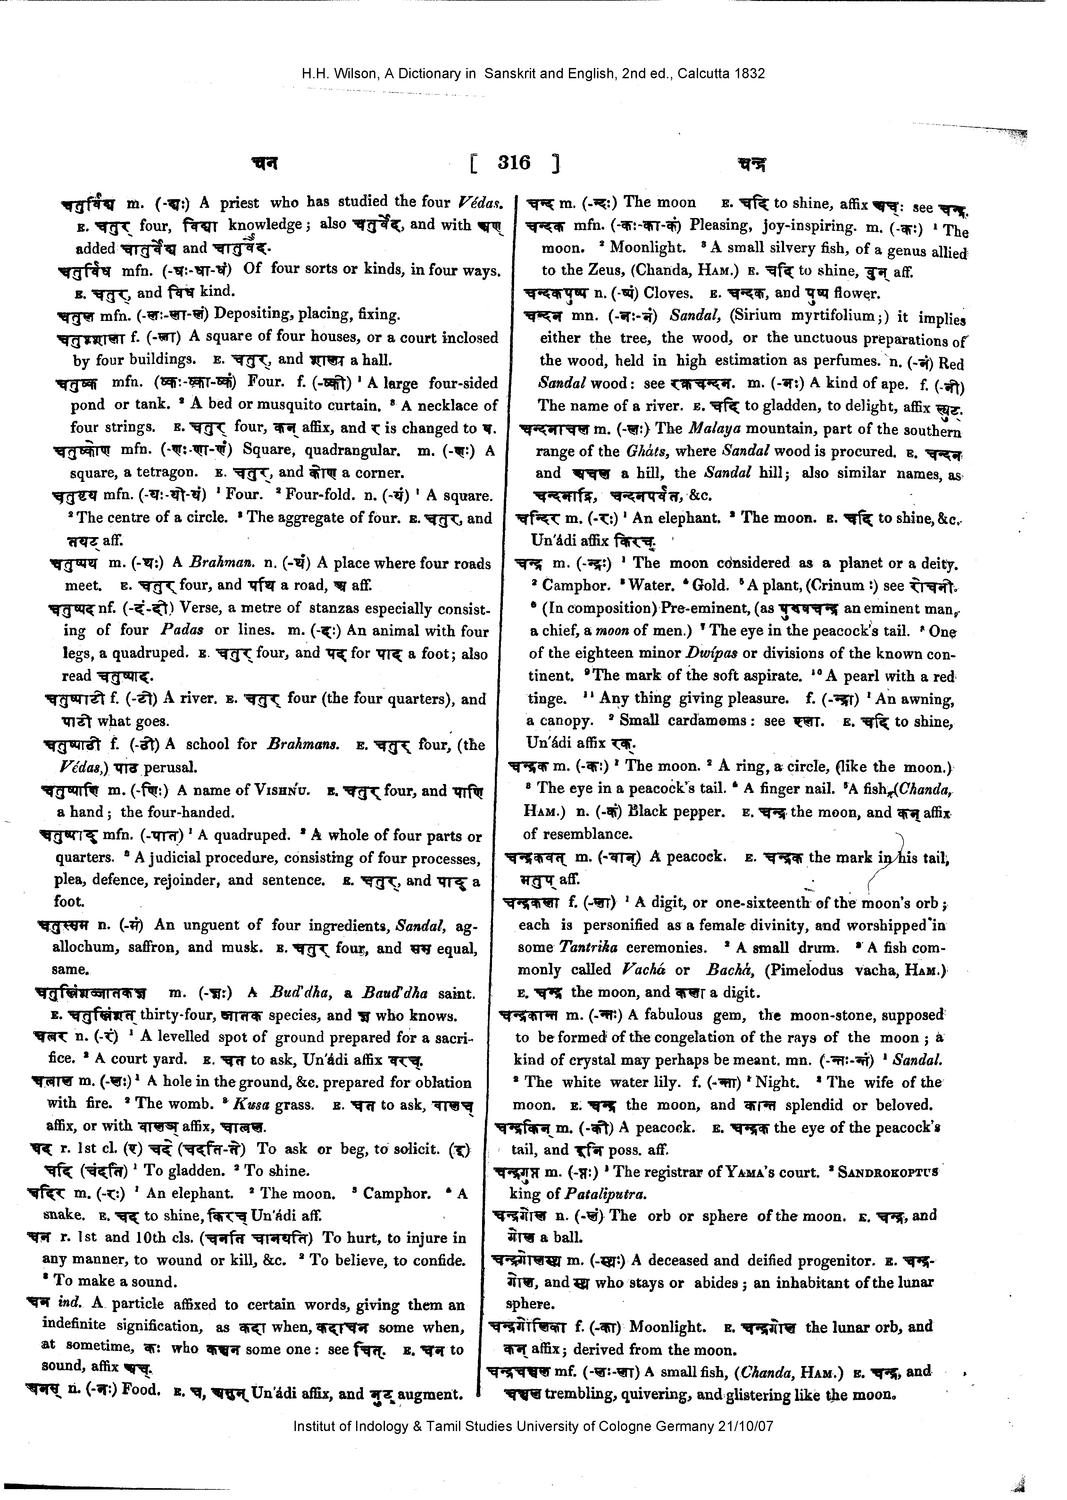 H.H. Wilson, A Dictionary in Sanskrit and English, 2nd ed., Calcutta 1832
चन [ 316 ] चन्द्र
चतुर्विद्य m. (-द्यः) A priest who has studied the four Védas.
E. चतुर् four, विद्या knowledge; also चतुर्वेद, and with अण्
added चातुर्वैद्य and चातुर्वैद.
चतुर्विध mfn. (-धः-धा-धं) Of four sorts or kinds, in four ways.
E. चतुर्, and विध kind.
चतुल mfn. (-लः-ला-लं) Depositing, placing, fixing.
चतुश्शाला f. (-ला) A square of four houses, or a court inclosed
by four buildings. E. चतुर्, and शाला a hall.
चतुष्क mfn. (ष्कः-ष्का-ष्कं) Four. f. (-ष्की) ¹ A large four-sided
pond or tank. ² A bed or musquito curtain. ³ A necklace of
four strings. E. चतुर् four, कन् affix, and र is changed to ष.
चतुष्कोण mfn. (-णः-णा-णं) Square, quadrangular. m. (-णः) A
square, a tetragon. E. चतुर्, and कोण a corner.
चतुष्टय mfn. (-यः-यी-यं) ¹ Four. ² Four-fold. n. (-यं) ¹ A square.
² The centre of a circle. ³ The aggregate of four. E. चतुर्, and
तयट् aff.
चतुष्पथ m. (-थः) A Brahman. n. (-थं) A place where four roads
meet. E. चतुर् four, and पथि a road, अ aff.
चतुष्पद nf. (-दं-दी) Verse, a metre of stanzas especially consist-
ing of four Padas or lines. m. (-दः) An animal with four
legs, a quadruped. E. चतुर् four, and पद् for पाद a foot; also
read चतुष्पाद्.
चतुष्पाटी f. (-टी) A river. E. चतुर् four (the four quarters), and
पाटी what goes.
चतुष्पाठी f. (-ठी) A school for Brahmans. E. चतुर् four, (the
Védas,) पाठ perusal.
चतुष्पाणि m. (-णिः) A name of VISHŃU. E. चतुर् four, and पाणि
a hand; the four-handed.
चतुष्पाद् mfn. (-पात्) ¹ A quadruped. ² A whole of four parts or
quarters. ³ A judicial procedure, consisting of four processes,
plea, defence, rejoinder, and sentence. E. चतुर्, and पाद् a
foot.
चतुस्सम n. (-मं) An unguent of four ingredients, Sandal, ag-
allochum, saffron, and musk. E. चतुर् four, and सम equal,
same.
चतुस्त्रिंशज्जातकज्ञ m. (-ज्ञः) A Bud'dha, a Baud'dha saint.
E. चतुस्त्रिंशत् thirty-four, जातक species, and ज्ञ who knows.
चत्वर n. (-रं) ¹ A levelled spot of ground prepared for a sacri-
fice. ² A court yard. E. चत to ask, Un'ádi affix वरच्.
चत्वाल m. (-लः) ¹ A hole in the ground, &c. prepared for oblation
with fire. ² The womb. ³ Kusa grass. E. चत to ask, वालच्
affix, or with वालञ् affix, चात्वाल.
चद् r. 1st cl. (ए) चदे (चदति-ते) To ask or beg, to solicit. (इ)
चदि (चंदति) ¹ To gladden. ² To shine.
चदिर m. (-रः) ¹ An elephant. ² The moon. ³ Camphor. ⁴ A
snake. E. चद् to shine, किरच् Un'ádi aff.
चन r. 1st and 10th cls. (चनति चानयति) To hurt, to injure in
any manner, to wound or kill, &c. ² To believe, to confide.
³ To make a sound.
चन ind. A particle affixed to certain words, giving them an
indefinite signification, as कदा when, कदाचन some when,
at sometime, कः who कश्चन some one: see चित्. E. चन to
sound, affix अच्.
चनस् n. (-नः) Food. E. च, असुन् Un'ádi affix, and नुट् augment.
चन्द m. (-न्दः) The moon E. चदि to shine, affix अच्: see चन्द्र.
चन्दक mfn. (-कः-का-कं) Pleasing, joy-inspiring. m. (-कः) ¹ The
moon. ² Moonlight. ³ A small silvery fish, of a genus allied
to the Zeus, (Chanda, HAM.) E. चदि to shine, वुन् aff.
चन्दकपुष्प n. (-ष्पं) Cloves. E. चन्दक, and पुष्प flower.
चन्दन mn. (-नः-नं) Sandal, (Sirium myrtifolium;) it implies
either the tree, the wood, or the unctuous preparations of
the wood, held in high estimation as perfumes. n. (-नं) Red
Sandal wood: see रक्तचन्दन. m. (-नः) A kind of ape. f. (-नी)
The name of a river. E. चदि to gladden, to delight, affix ल्युट्.
चन्दनाचल m. (-लः) The Malaya mountain, part of the southern
range of the Gháts, where Sandal wood is procured. E. चन्दन
and अचल a hill, the Sandal hill; also similar names, as
चन्दनाद्रि, चन्दनपर्वत, &c.
चन्दिर m. (-रः) ¹ An elephant. ² The moon. E. चदि to shine, &c.
Un'ádi affix किरच्.
चन्द्र m. (-न्द्रः) ¹ The moon considered as a planet or a deity.
² Camphor. ³ Water. ⁴ Gold. ⁵ A plant, (Crinum:) see रोचनी.
⁶ (In composition) Pre-eminent, (as पुरुषचन्द्र an eminent man,
a chief, a moon of men.) ⁷ The eye in the peacock's tail. ⁸ One
of the eighteen minor Dwípas or divisions of the known con-
tinent. ⁹ The mark of the soft aspirate. ¹⁰ A pearl with a red
tinge. ¹¹ Any thing giving pleasure. f. (-न्द्रा) ¹ An awning,
a canopy. ² Small cardamoms: see एला. E. चदि to shine,
Un'ádi affix रक्.
चन्द्रक m. (-कः) ¹ The moon. ² A ring, a circle, (like the moon.)
³ The eye in a peacock's tail. ⁴ A finger nail. ⁵ A fish, (Chanda,
HAM.) n. (-कं) Black pepper. E. चन्द्र the moon, and कन् affix
of resemblance.
चन्द्रकवत् m. (-वान्) A peacock. E. चन्द्रक the mark in his tail,
मतुप् aff.
चन्द्रकला f. (-ला) ¹ A digit, or one-sixteenth of the moon's orb;
each is personified as a female divinity, and worshipped in
some Tantrika ceremonies. ² A small drum. ³ A fish com-
monly called Vachá or Bachá, (Pimelodus vacha, HAM.)
E. चन्द्र the moon, and कला a digit.
चन्द्रकान्त m. (-न्तः) A fabulous gem, the moon-stone, supposed
to be formed of the congelation of the rays of the moon; a
kind of crystal may perhaps be meant. mn. (-न्तः-न्तं) ¹ Sandal.
² The white water lily. f. (-न्ता) ¹ Night. ² The wife of the
moon. E. चन्द्र the moon, and कान्त splendid or beloved.
चन्द्रकिन् m. (-की) A peacock. E. चन्द्रक the eye of the peacock's
tail, and इनि poss. aff.
चन्द्रगुप्त m. (-प्तः) ¹ The registrar of YAMA's court. ² SANDROKOPTUS
king of Pataliputra.
चन्द्रगोल n. (-लं) The orb or sphere of the moon. E. चन्द्र, and
गोल a ball.
चन्द्रगोलस्थ m. (-स्थः) A deceased and deified progenitor. E. चन्द्र-
गोल, and स्थ who stays or abides; an inhabitant of the lunar
sphere.
चन्द्रगोलिका f. (-का) Moonlight. E. चन्द्रगोल the lunar orb, and
कन् affix; derived from the moon.
चन्द्रचञ्चल mf. (-लः-ला) A small fish, (Chanda, HAM.) E. चन्द्र, and
चञ्चल trembling, quivering, and glistering like the moon.
Institut of Indology & Tamil Studies University of Cologne Germany 21/10/07